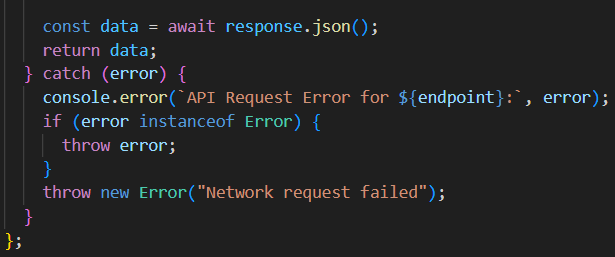 const data = await response.json();
return data;
} catch (error) {
console.error(`API Request Error for ${endpoint}:`, error);
if (error instanceof Error) {
throw error;
}
throw new Error("Network request failed");
}
};